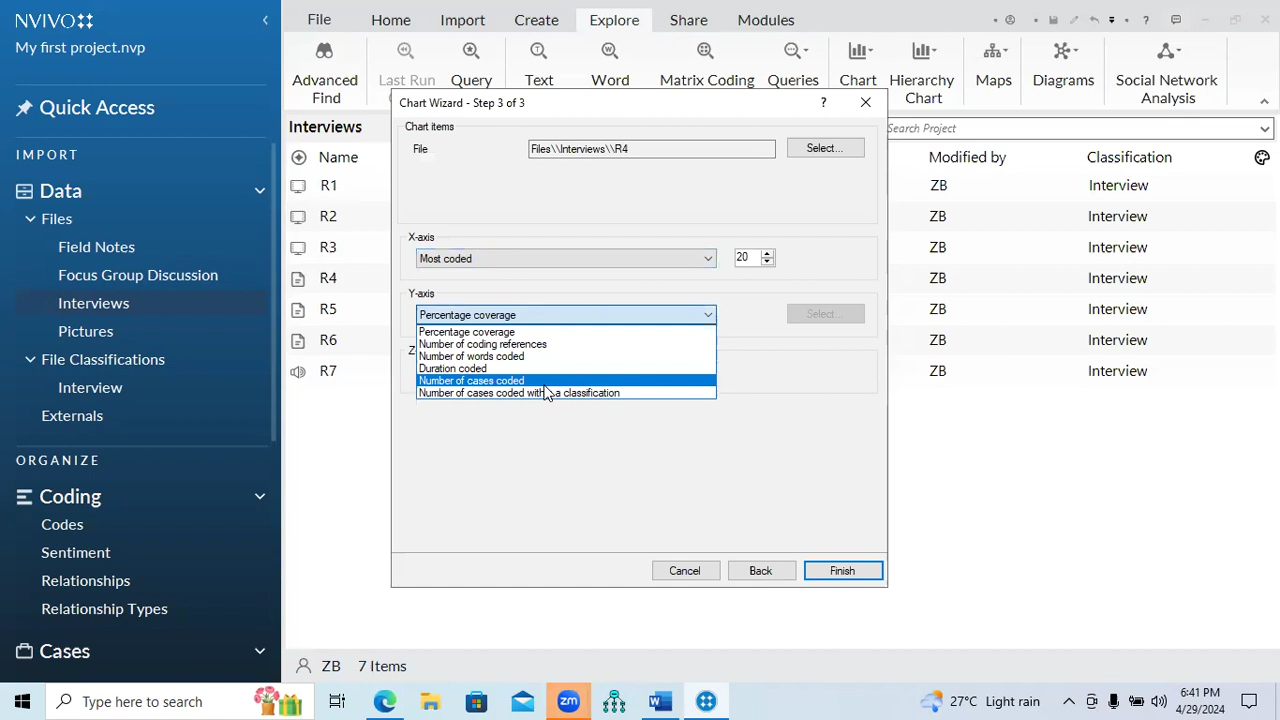 NVIVO
My first project.nvp
Quick Access
IMPORT
Data
Files
Field Notes
Focus Group Discussion
Interviews
Pictures
File Classifications
Interview
Externals
ORGANIZE
Coding
Codes
Sentiment
Relationships
Relationship Types
Cases
File Home Import Create Explore Share Modules
Advanced Find
Last Run
Query
Text
Word
Matrix Coding
Queries
Chart
Hierarchy Chart
Maps
Diagrams
Social Network Analysis
Interviews
Search Project
Name Modified by Classification
R1 ZB Interview
R2 ZB Interview
R3 ZB Interview
R4 ZB Interview
R5 ZB Interview
R6 ZB Interview
R7 ZB Interview
Chart Wizard - Step 3 of 3 ?
Chart items
File Files\\Interviews\\R4 Select...
X-axis
Most coded 20
Y-axis
Percentage coverage Select...
Percentage coverage
Number of coding references
Number of words coded
Duration coded
Number of cases coded
Z
Cancel Back Finish
ZB 7 Items
Type here to search
zm
27°C Light rain
6:41 PM
4/29/2024